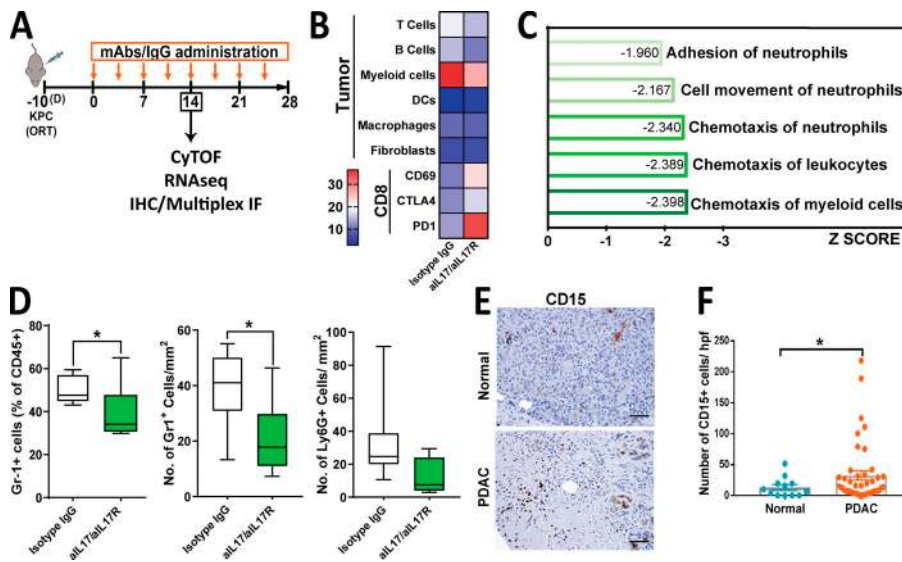 A
mAbs/IgG administration
-10 (D) 0 7 14 21 28
KPC
(ORT)
CyTOF
RNAseq
IHC/Multiplex IF
B
Tumor
T Cells
B Cells
Myeloid cells
DCs
Macrophages
Fibroblasts
CD8
CD69
CTLA4
PD1
30
20
10
Isotype IgG
aIL17/aIL17R
C
-1.960 Adhesion of neutrophils
-2.167 Cell movement of neutrophils
-2.340 Chemotaxis of neutrophils
-2.389 Chemotaxis of leukocytes
-2.398 Chemotaxis of myeloid cells
0 -1 -2 -3 Z SCORE
D
Gr-1+ cells (% of CD45+)
80
60
40
20
0
*
Isotype IgG
aIL17/aIL17R
No. of Gr1+ Cells/mm2
60
40
20
0
*
Isotype IgG
aIL17/aIL17R
No. of Ly6G+ Cells/ mm2
100
80
60
40
20
0
Isotype IgG
aIL17/aIL17R
E
CD15
Normal
PDAC
F
Number of CD15+ cells/ hpf
250
200
150
100
50
0
*
Normal
PDAC